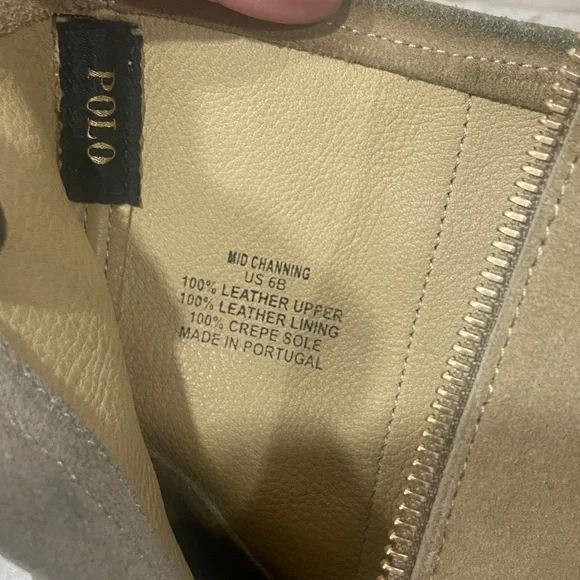 POLO
MID CHANNING
US 6B
100% LEATHER UPPER
100% LEATHER LINING
100% CREPE SOLE
MADE IN PORTUGAL